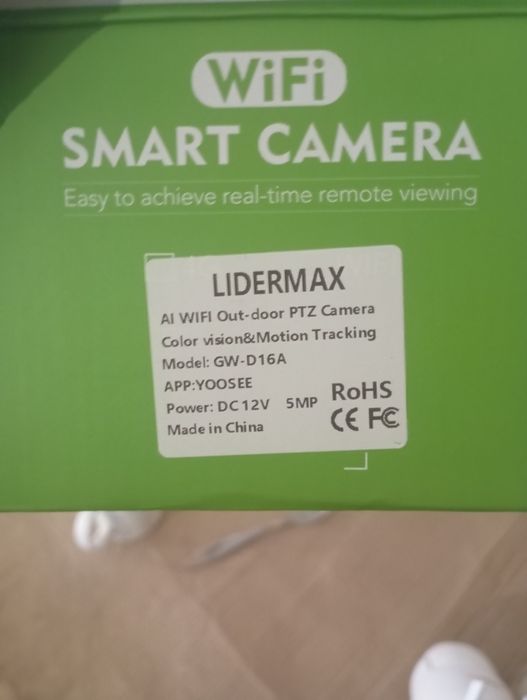 WiFi
SMART CAMERA
Easy to achieve real-time remote viewing
LIDERMAX
AI WIFI Out-door PTZ Camera
Color vision&Motion Tracking
Model: GW-D16A
APP:YOOSEE
Power: DC12V 5MP RoHS
Made in China CE FC